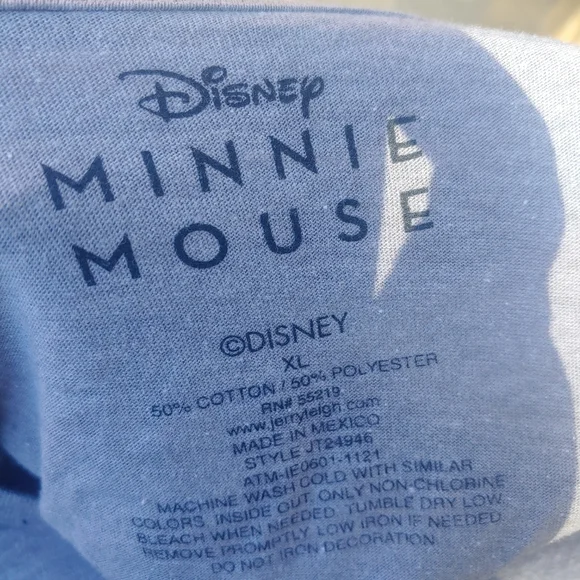 Disney
MINNIE
MOUSE
©DISNEY
XL
50% COTTON / 50% POLYESTER
RN# 55219
www.jerryleigh.com
MADE IN MEXICO
STYLE JT24946
ATM-IF0601-1121
MACHINE WASH COLD WITH SIMILAR
COLORS, INSIDE OUT. ONLY NON-CHLORINE
BLEACH WHEN NEEDED. TUMBLE DRY LOW.
REMOVE PROMPTLY. LOW IRON IF NEEDED.
DO NOT IRON DECORATION.